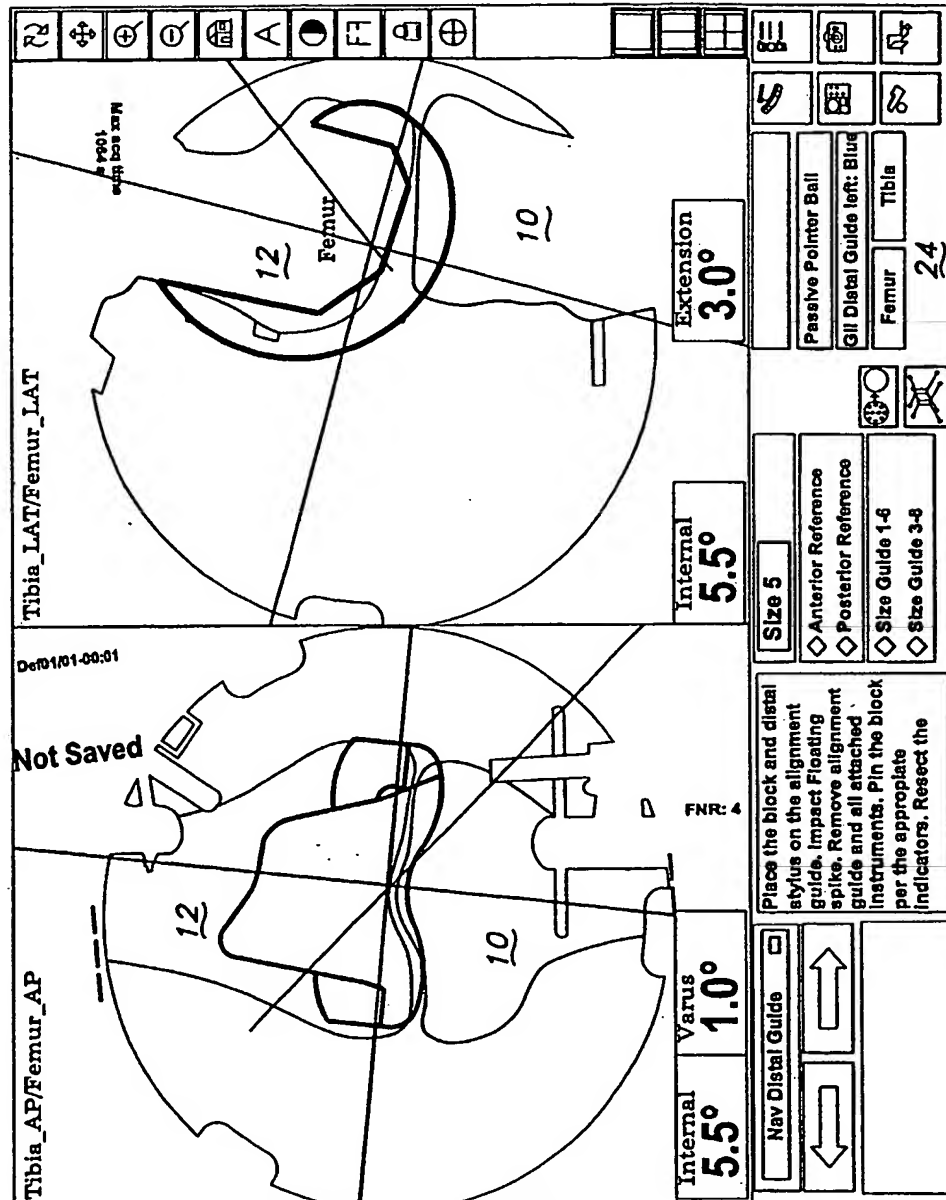 Tibia_AP/Femur_AP
Not Saved
Def01/01-00:01
FNR: 4
12
10
Internal
5.5°
Varus
1.0°
Tibia_LAT/Femur_LAT
Max acq time
12
Femur
10
Internal
5.5°
Extension
3.0°
A
Nav Distal Guide
Place the block and distal
stylus on the alignment
guide. Impact Floating
spike. Remove alignment
guide and all attached
instruments. Pin the block
per the appropiate
indicators. Resect the
Size 5
Anterior Reference
Posterior Reference
Size Guide 1-6
Size Guide 3-8
Passive Pointer Ball
GII Distal Guide left: Blue
Femur
Tibia
24